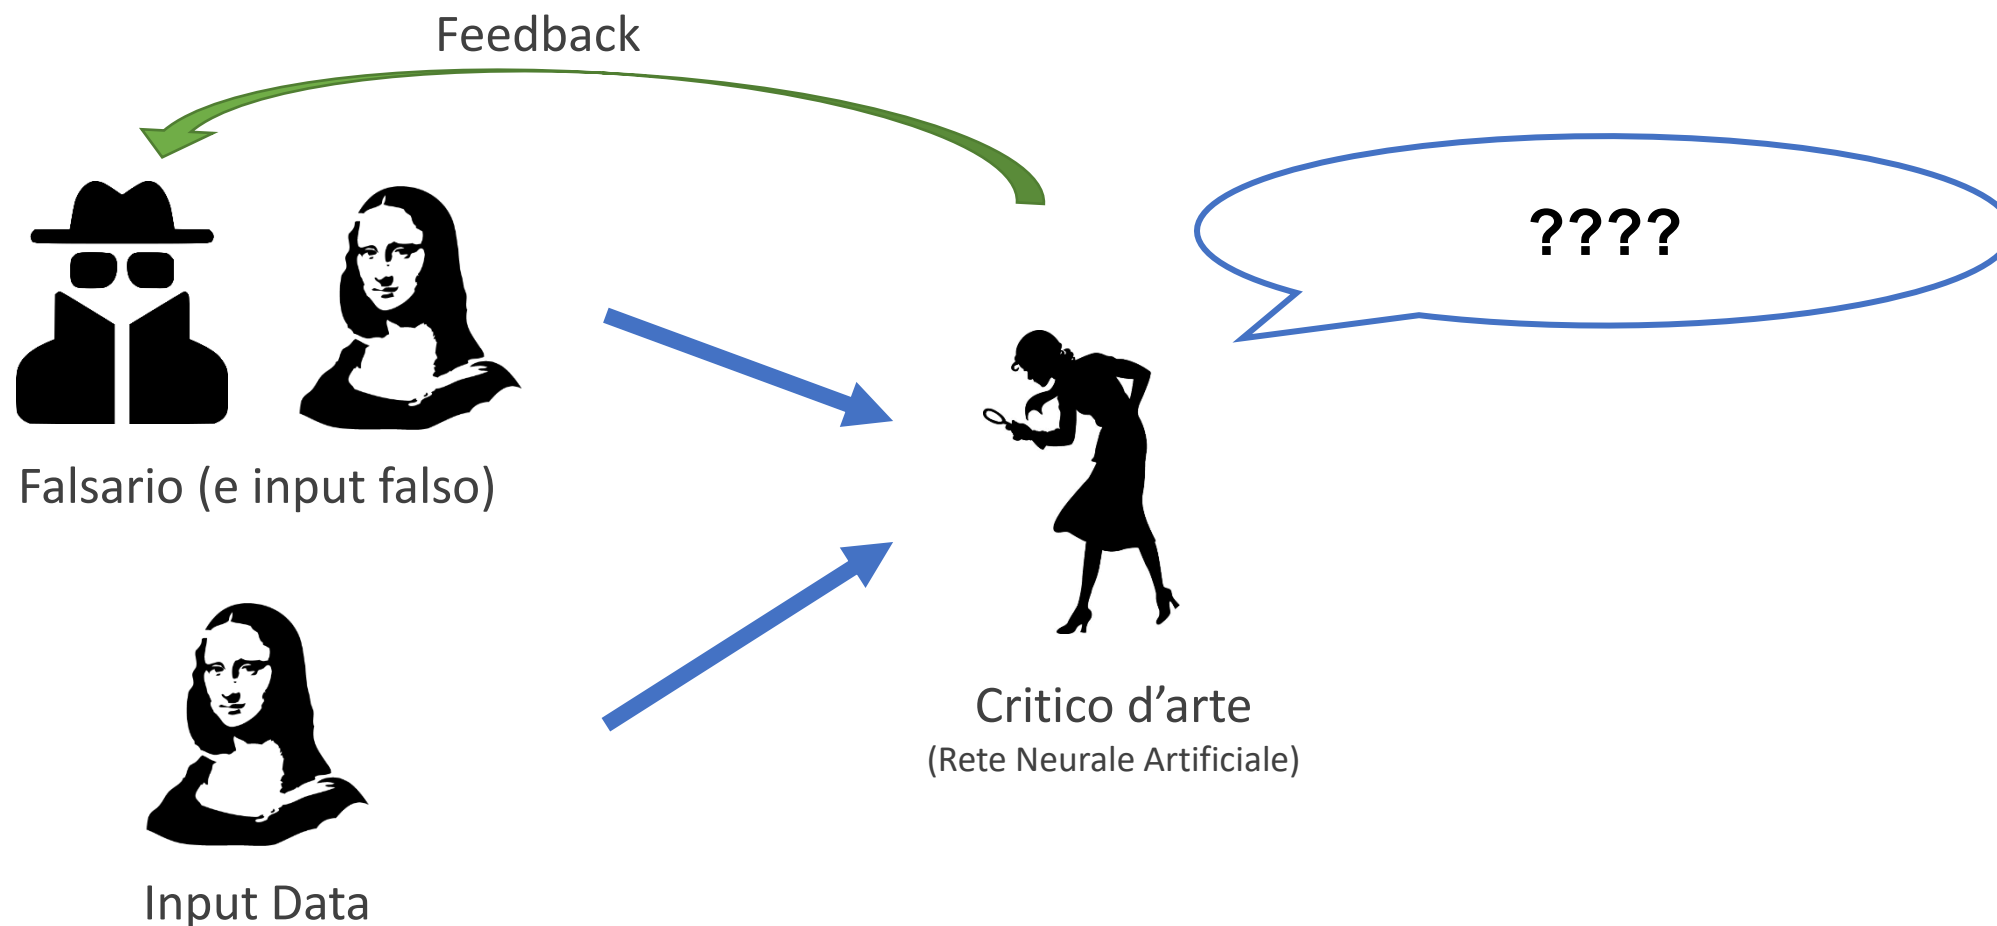 Feedback
????
Falsario (e input falso)
Critico d’arte
(Rete Neurale Artificiale)
Input Data